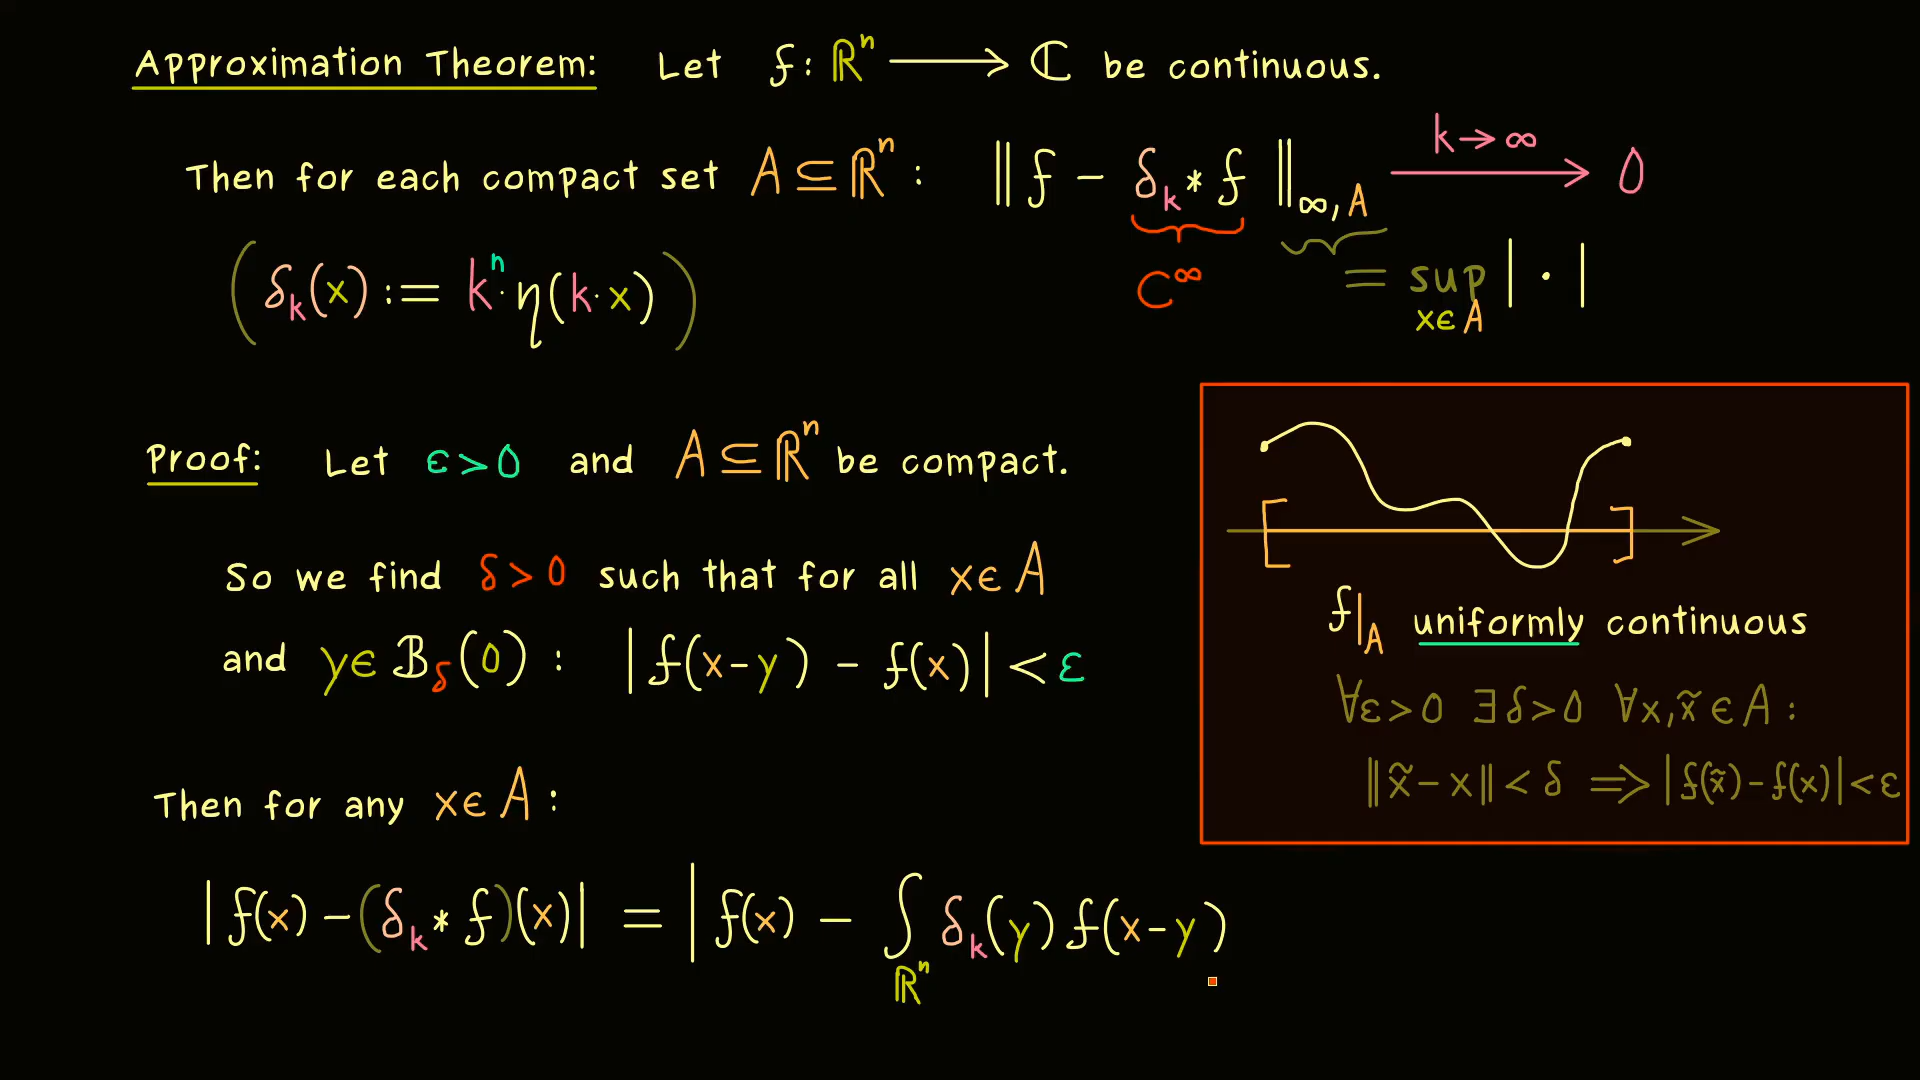 Approximation Theorem: Let f: ℝⁿ ⟶ ℂ be continuous.
Then for each compact set A ⊆ ℝⁿ : ‖ f − δₖ * f ‖_{∞, A} ⟶ 0
k → ∞
C^∞
= sup_{x∈A} | · |
( δₖ(x) := kⁿ · η(k · x) )
Proof: Let ε > 0 and A ⊆ ℝⁿ be compact.
So we find δ > 0 such that for all x ∈ A
and y ∈ B_δ(0) : | f(x−y) − f(x) | < ε
Then for any x ∈ A :
| f(x) − (δₖ * f)(x) | = | f(x) − ∫_{ℝⁿ} δₖ(y) f(x−y)
f|_A uniformly continuous
∀ε > 0 ∃δ > 0 ∀x, x̃ ∈ A :
‖ x̃ − x ‖ < δ ⟹ | f(x̃) − f(x) | < ε